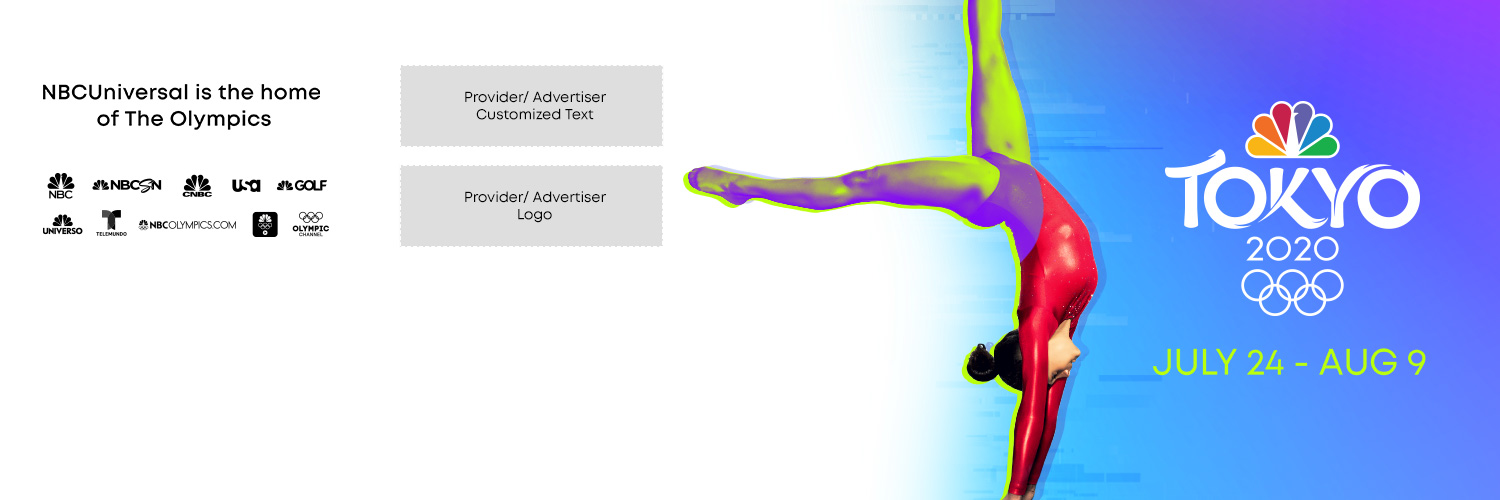 NBCUniversal is the home
of The Olympics
NBC
NBCSN
CNBC
USA
GOLF
UNIVERSO
TELEMUNDO
NBCOLYMPICS.COM
OLYMPIC
CHANNEL
Provider/ Advertiser
Customized Text
Provider/ Advertiser
Logo
TOKYO
2020
JULY 24 - AUG 9